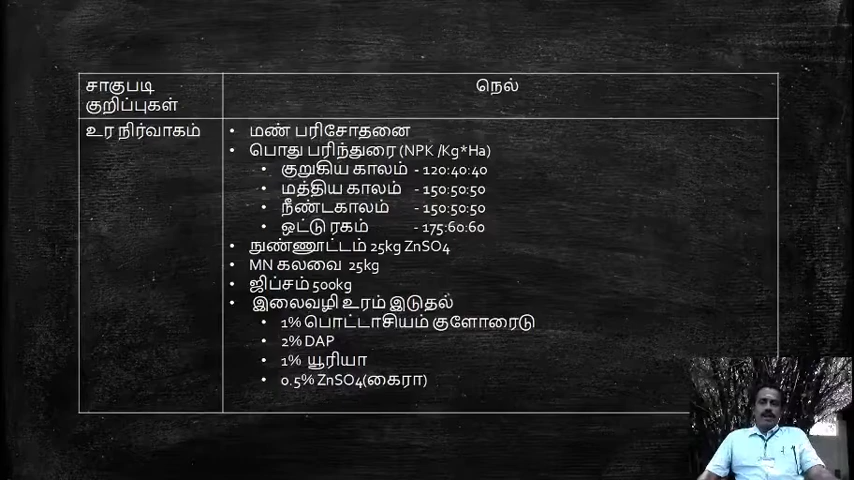 சாகுபடி
குறிப்புகள்
நெல்
உர நிர்வாகம்
• மண் பரிசோதனை
• பொது பரிந்துரை (NPK /Kg*Ha)
• குறுகிய காலம் - 120:40:40
• மத்திய காலம் - 150:50:50
• நீண்டகாலம் - 150:50:50
• ஒட்டு ரகம் - 175:60:60
• நுண்ணூட்டம் 25kg ZnSO4
• MN கலவை 25kg
• ஜிப்சம் 500kg
• இலைவழி உரம் இடுதல்
• 1% பொட்டாசியம் குளோரைடு
• 2% DAP
• 1% யூரியா
• 0.5% ZnSO4(கைரா)